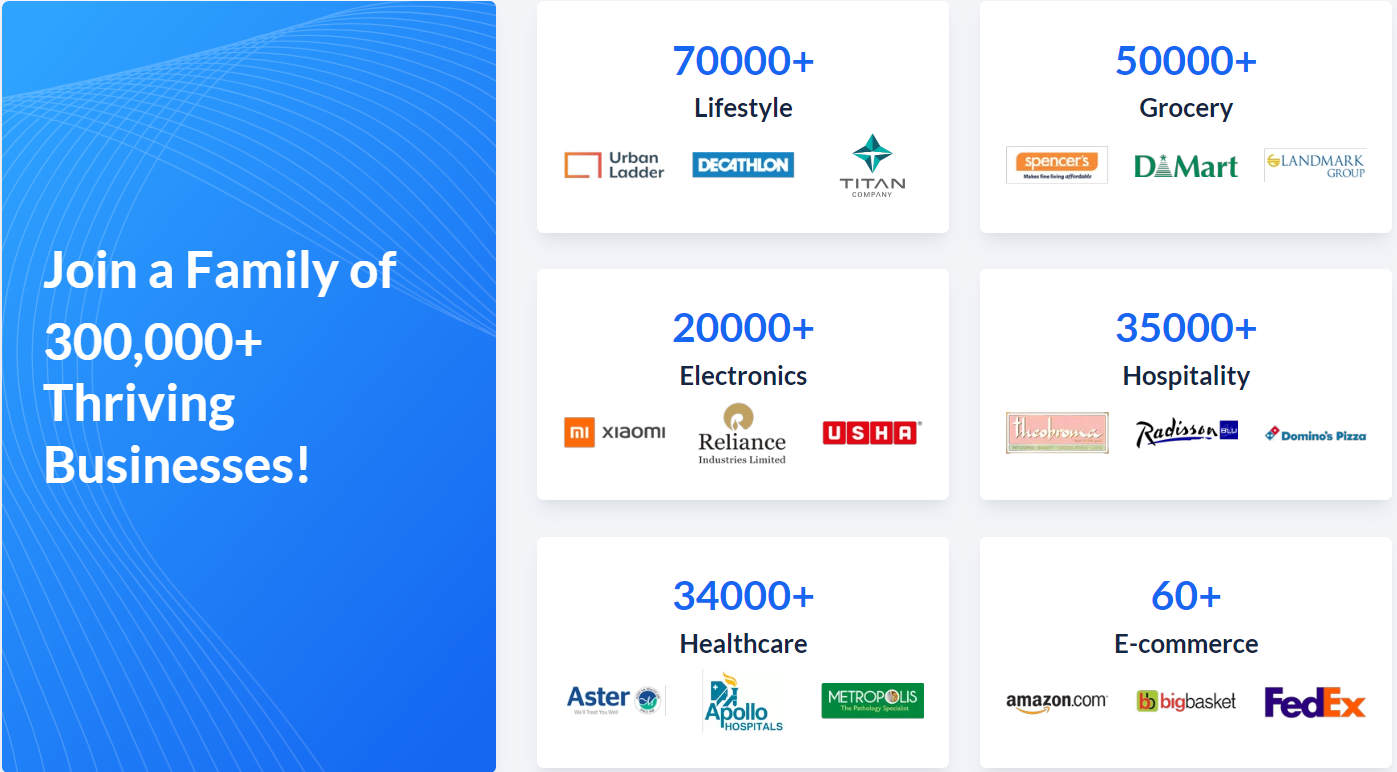 Join a Family of
300,000+
Thriving
Businesses!
70000+
Lifestyle
Urban
Ladder
DECATHLON
TITAN
COMPANY
50000+
Grocery
spencer's
Makes fine living affordable
D Mart
LANDMARK
GROUP
20000+
Electronics
mi xiaomi
Reliance
Industries Limited
USHA
35000+
Hospitality
theobroma
Radisson BLU
Domino's Pizza
34000+
Healthcare
Aster
We'll Treat You Well
Apollo
HOSPITALS
METROPOLIS
The Pathology Specialist
60+
E-commerce
amazon.com
bb bigbasket
FedEx